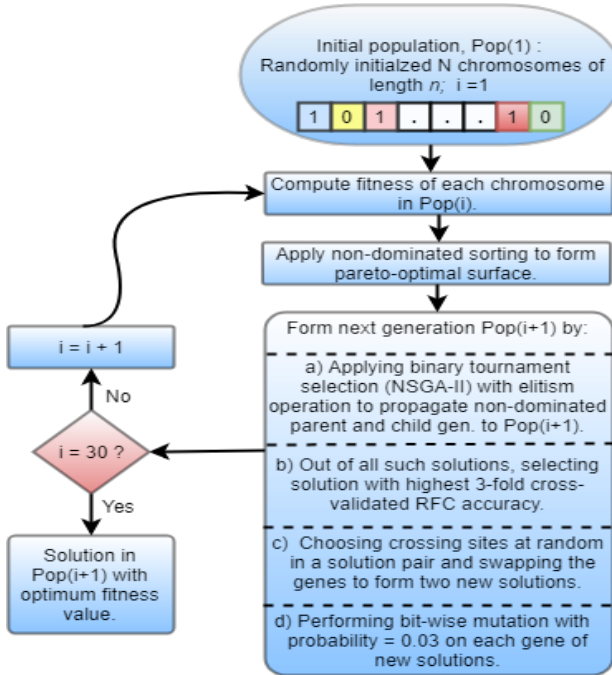 Initial population, Pop(1) :
Randomly initialzed N chromosomes of
length n; i =1
1 0 1 . . . 1 0
Compute fitness of each chromosome
in Pop(i).
Apply non-dominated sorting to form
pareto-optimal surface.
Form next generation Pop(i+1) by:
a) Applying binary tournament
selection (NSGA-II) with elitism
operation to propagate non-dominated
parent and child gen. to Pop(i+1).
b) Out of all such solutions, selecting
solution with highest 3-fold cross-
validated RFC accuracy.
c) Choosing crossing sites at random
in a solution pair and swapping the
genes to form two new solutions.
d) Performing bit-wise mutation with
probability = 0.03 on each gene of
new solutions.
i = i + 1
No
i = 30 ?
Yes
Solution in
Pop(i+1) with
optimum fitness
value.